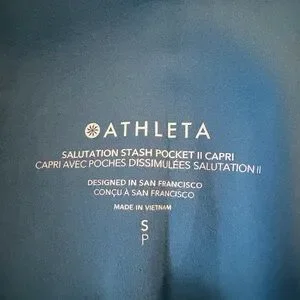 ATHLETA
SALUTATION STASH POCKET II CAPRI
CAPRI AVEC POCHES DISSIMULÉES SALUTATION II
DESIGNED IN SAN FRANCISCO
CONÇU À SAN FRANCISCO
MADE IN VIETNAM
S
P